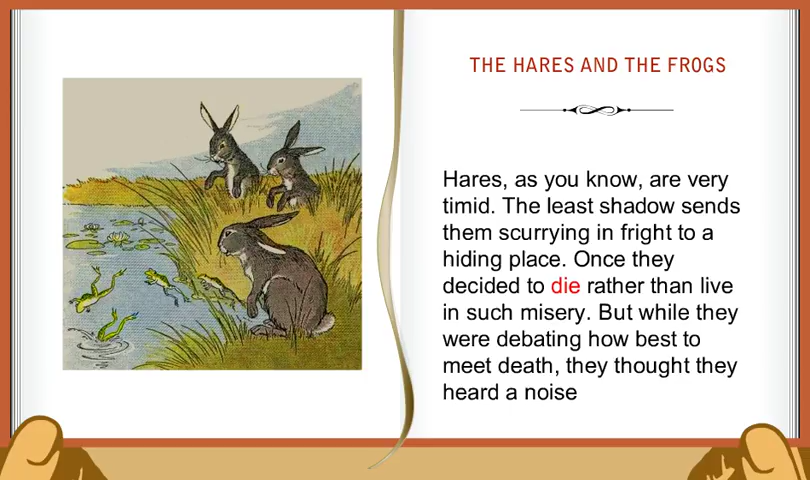 THE HARES AND THE FROGS
Hares, as you know, are very
timid. The least shadow sends
them scurrying in fright to a
hiding place. Once they
decided to die rather than live
in such misery. But while they
were debating how best to
meet death, they thought they
heard a noise